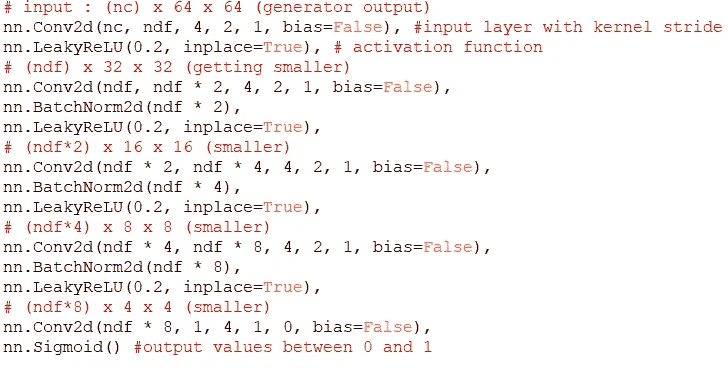 # input : (nc) x 64 x 64 (generator output)
nn.Conv2d(nc, ndf, 4, 2, 1, bias=False), #input layer with kernel stride
nn.LeakyReLU(0.2, inplace=True), # activation function
# (ndf) x 32 x 32 (getting smaller)
nn.Conv2d(ndf, ndf * 2, 4, 2, 1, bias=False),
nn.BatchNorm2d(ndf * 2),
nn.LeakyReLU(0.2, inplace=True),
# (ndf*2) x 16 x 16 (smaller)
nn.Conv2d(ndf * 2, ndf * 4, 4, 2, 1, bias=False),
nn.BatchNorm2d(ndf * 4),
nn.LeakyReLU(0.2, inplace=True),
# (ndf*4) x 8 x 8 (smaller)
nn.Conv2d(ndf * 4, ndf * 8, 4, 2, 1, bias=False),
nn.BatchNorm2d(ndf * 8),
nn.LeakyReLU(0.2, inplace=True),
# (ndf*8) x 4 x 4 (smaller)
nn.Conv2d(ndf * 8, 1, 4, 1, 0, bias=False),
nn.Sigmoid() #output values between 0 and 1